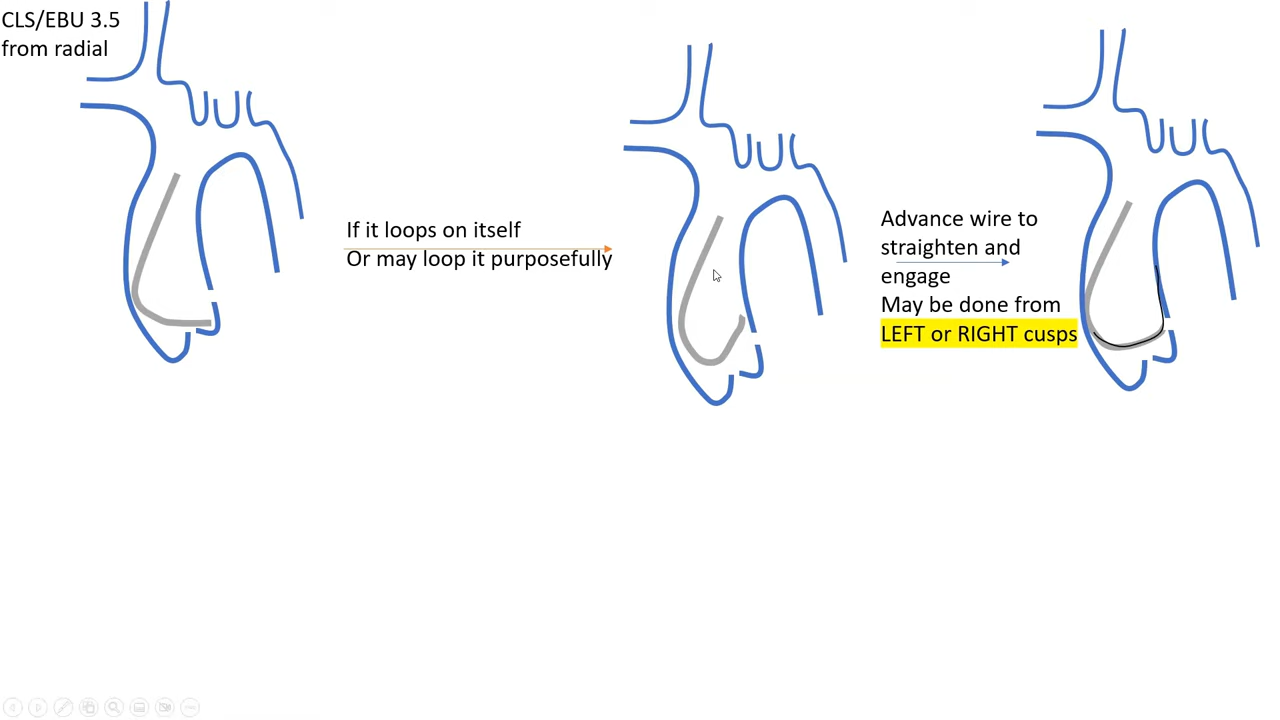 CLS/EBU 3.5
from radial
If it loops on itself
Or may loop it purposefully
Advance wire to
straighten and
engage
May be done from
LEFT or RIGHT cusps